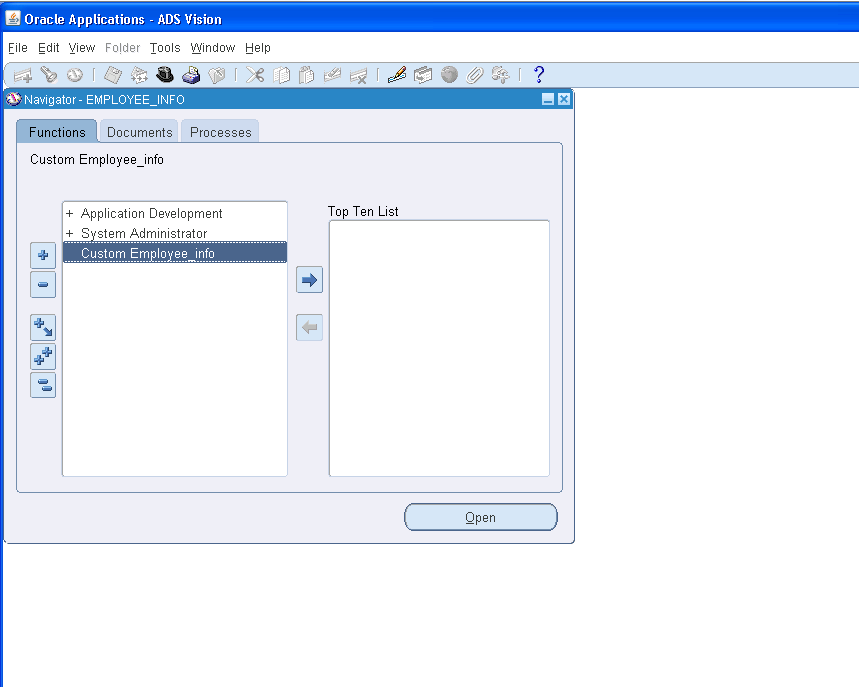 Oracle Applications - ADS Vision
File Edit View Folder Tools Window Help
?
Navigator - EMPLOYEE_INFO
Functions Documents Processes
Custom Employee_info
Top Ten List
+ Application Development
+ System Administrator
Custom Employee_info
Open